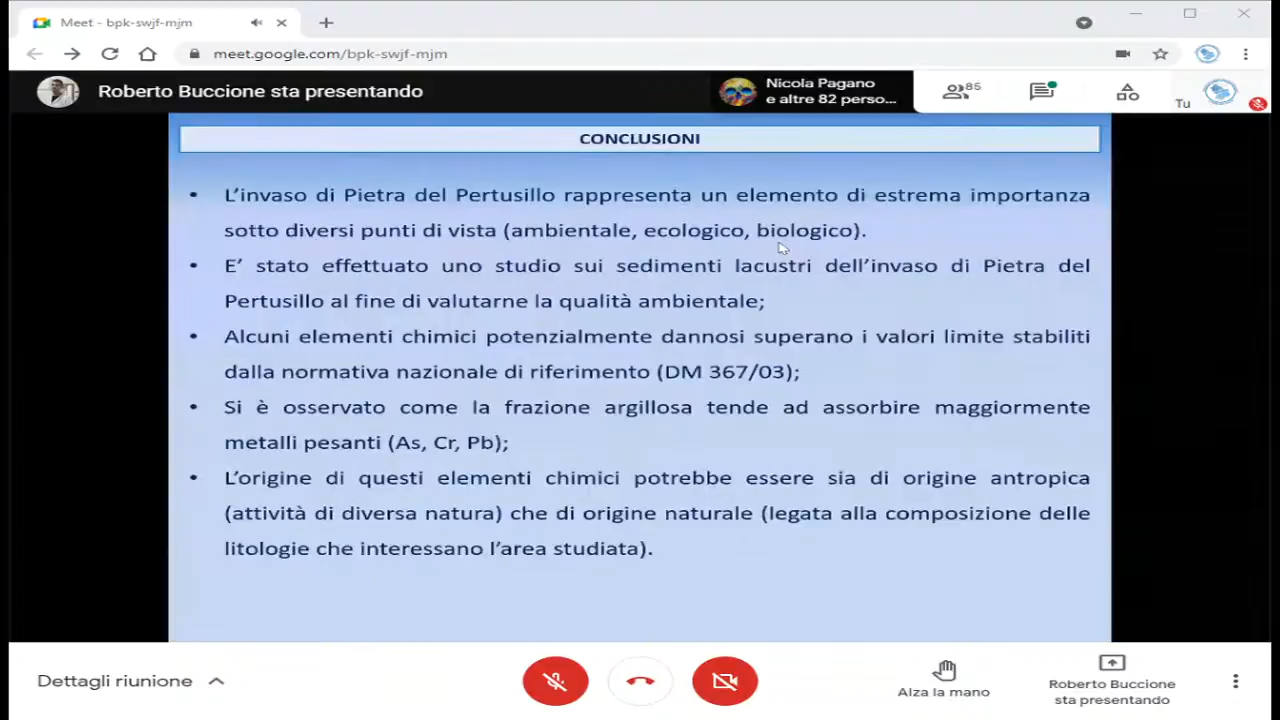 Meet - bpk-swjf-mjm
meet.google.com/bpk-swjf-mjm
Roberto Buccione sta presentando
Nicola Pagano
e altre 82 perso...
85
Tu
CONCLUSIONI
• L'invaso di Pietra del Pertusillo rappresenta un elemento di estrema importanza
sotto diversi punti di vista (ambientale, ecologico, biologico).
• E' stato effettuato uno studio sui sedimenti lacustri dell'invaso di Pietra del
Pertusillo al fine di valutarne la qualità ambientale;
• Alcuni elementi chimici potenzialmente dannosi superano i valori limite stabiliti
dalla normativa nazionale di riferimento (DM 367/03);
• Si è osservato come la frazione argillosa tende ad assorbire maggiormente
metalli pesanti (As, Cr, Pb);
• L'origine di questi elementi chimici potrebbe essere sia di origine antropica
(attività di diversa natura) che di origine naturale (legata alla composizione delle
litologie che interessano l'area studiata).
Dettagli riunione
Alza la mano
Roberto Buccione
sta presentando